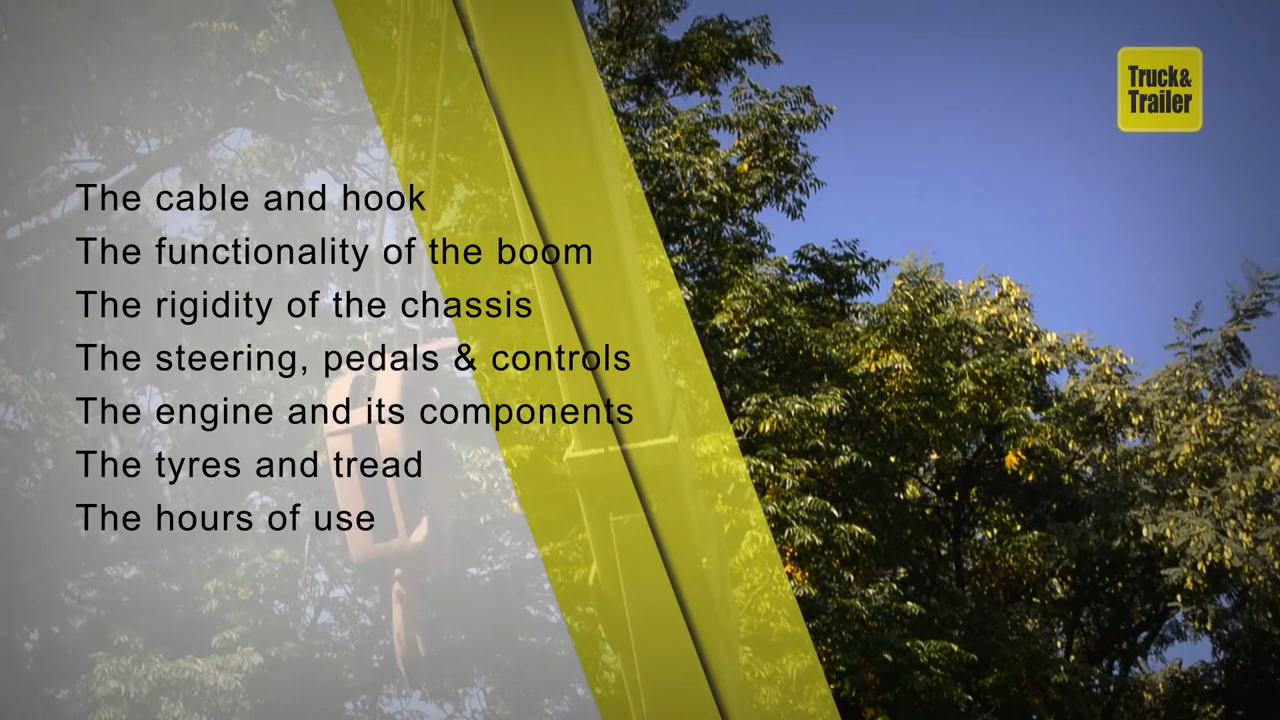 Truck&
Trailer
The cable and hook
The functionality of the boom
The rigidity of the chassis
The steering, pedals & controls
The engine and its components
The tyres and tread
The hours of use